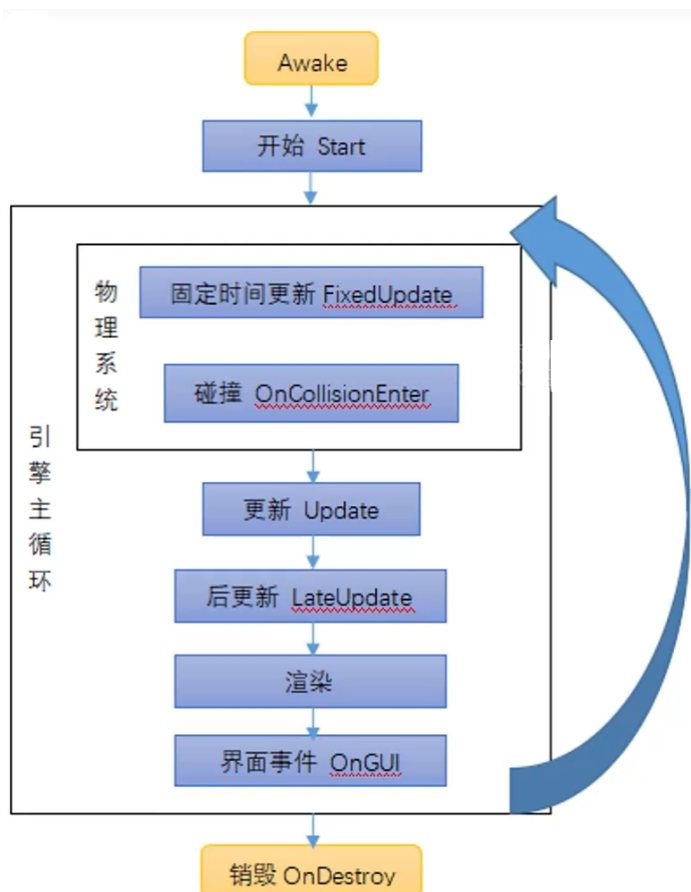 Awake
开始 Start
物理系统
固定时间更新 FixedUpdate
碰撞 OnCollisionEnter
引擎主循环
更新 Update
后更新 LateUpdate
渲染
界面事件 OnGUI
销毁 OnDestroy